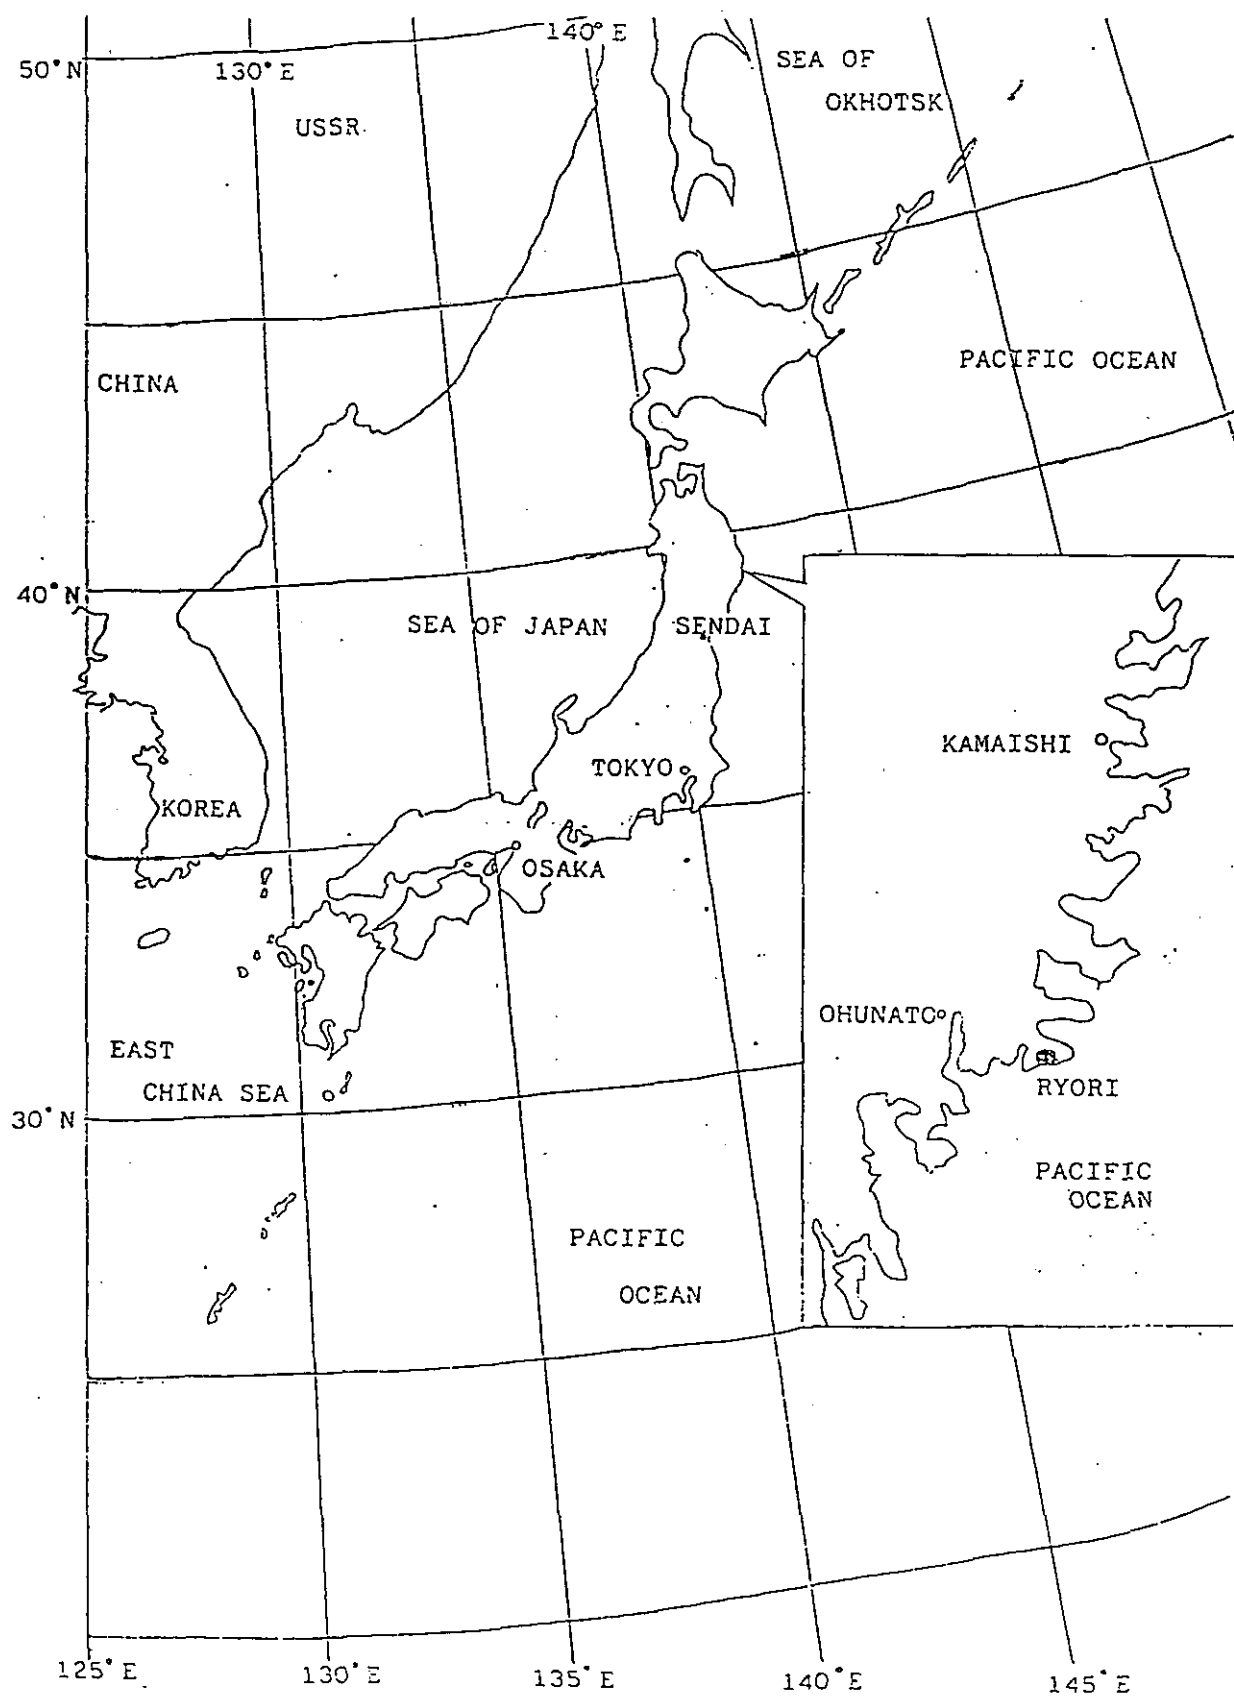 140°E
50°N
130°E
SEA OF
OKHOTSK
USSR
CHINA
PACIFIC OCEAN
40°N
SEA OF JAPAN
SENDAI
KAMAISHI
TOKYO
KOREA
OSAKA
OHUNATO
EAST
CHINA SEA
RYORI
30°N
PACIFIC
OCEAN
PACIFIC
OCEAN
125°E
130°E
135°E
140°E
145°E